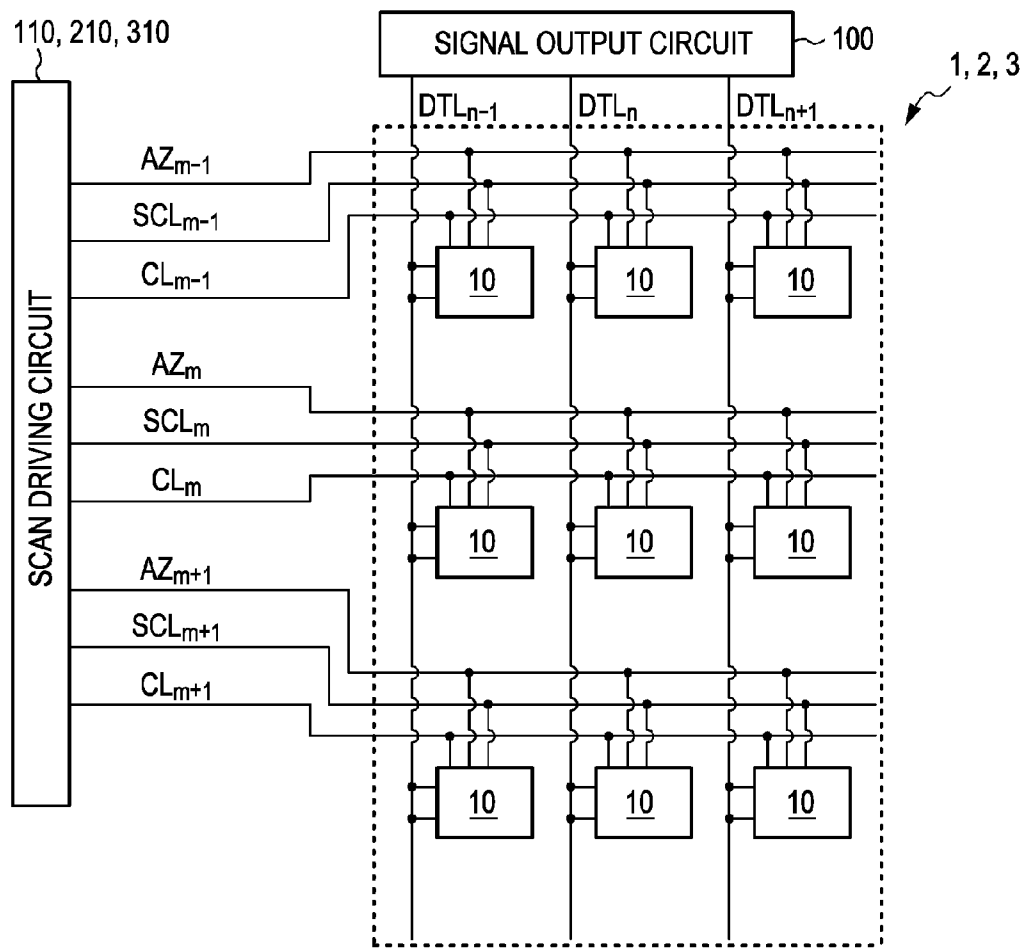 110, 210, 310
SIGNAL OUTPUT CIRCUIT
100
1, 2, 3
DTLn-1
DTLn
DTLn+1
SCAN DRIVING CIRCUIT
AZm-1
SCLm-1
CLm-1
10 10 10
AZm
SCLm
CLm
10 10 10
AZm+1
SCLm+1
CLm+1
10 10 10